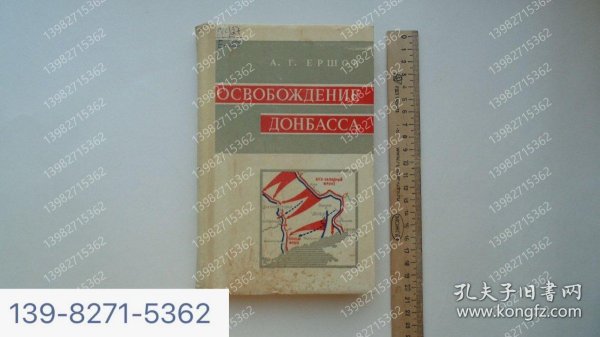 А. Г. ЕРШОВ
ОСВОБОЖДЕНИЕ
ДОНБАССА
ЮГО-ЗАПАДНЫЙ
ФРОНТ
13982715362
139-8271-5362
孔夫子旧书网
www.kongfz.com